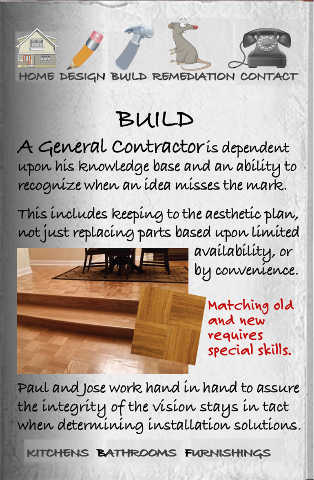 HOME DESIGN BUILD REMEDIATION CONTACT
BUILD
A General Contractor is dependent
upon his knowledge base and an ability to
recognize when an idea misses the mark.
This includes keeping to the aesthetic plan,
not just replacing parts based upon limited
availability, or
by convenience.
Matching old
and new
requires
special skills.
Paul and Jose work hand in hand to assure
the integrity of the vision stays in tact
when determining installation solutions.
KITCHENS BATHROOMS FURNISHINGS